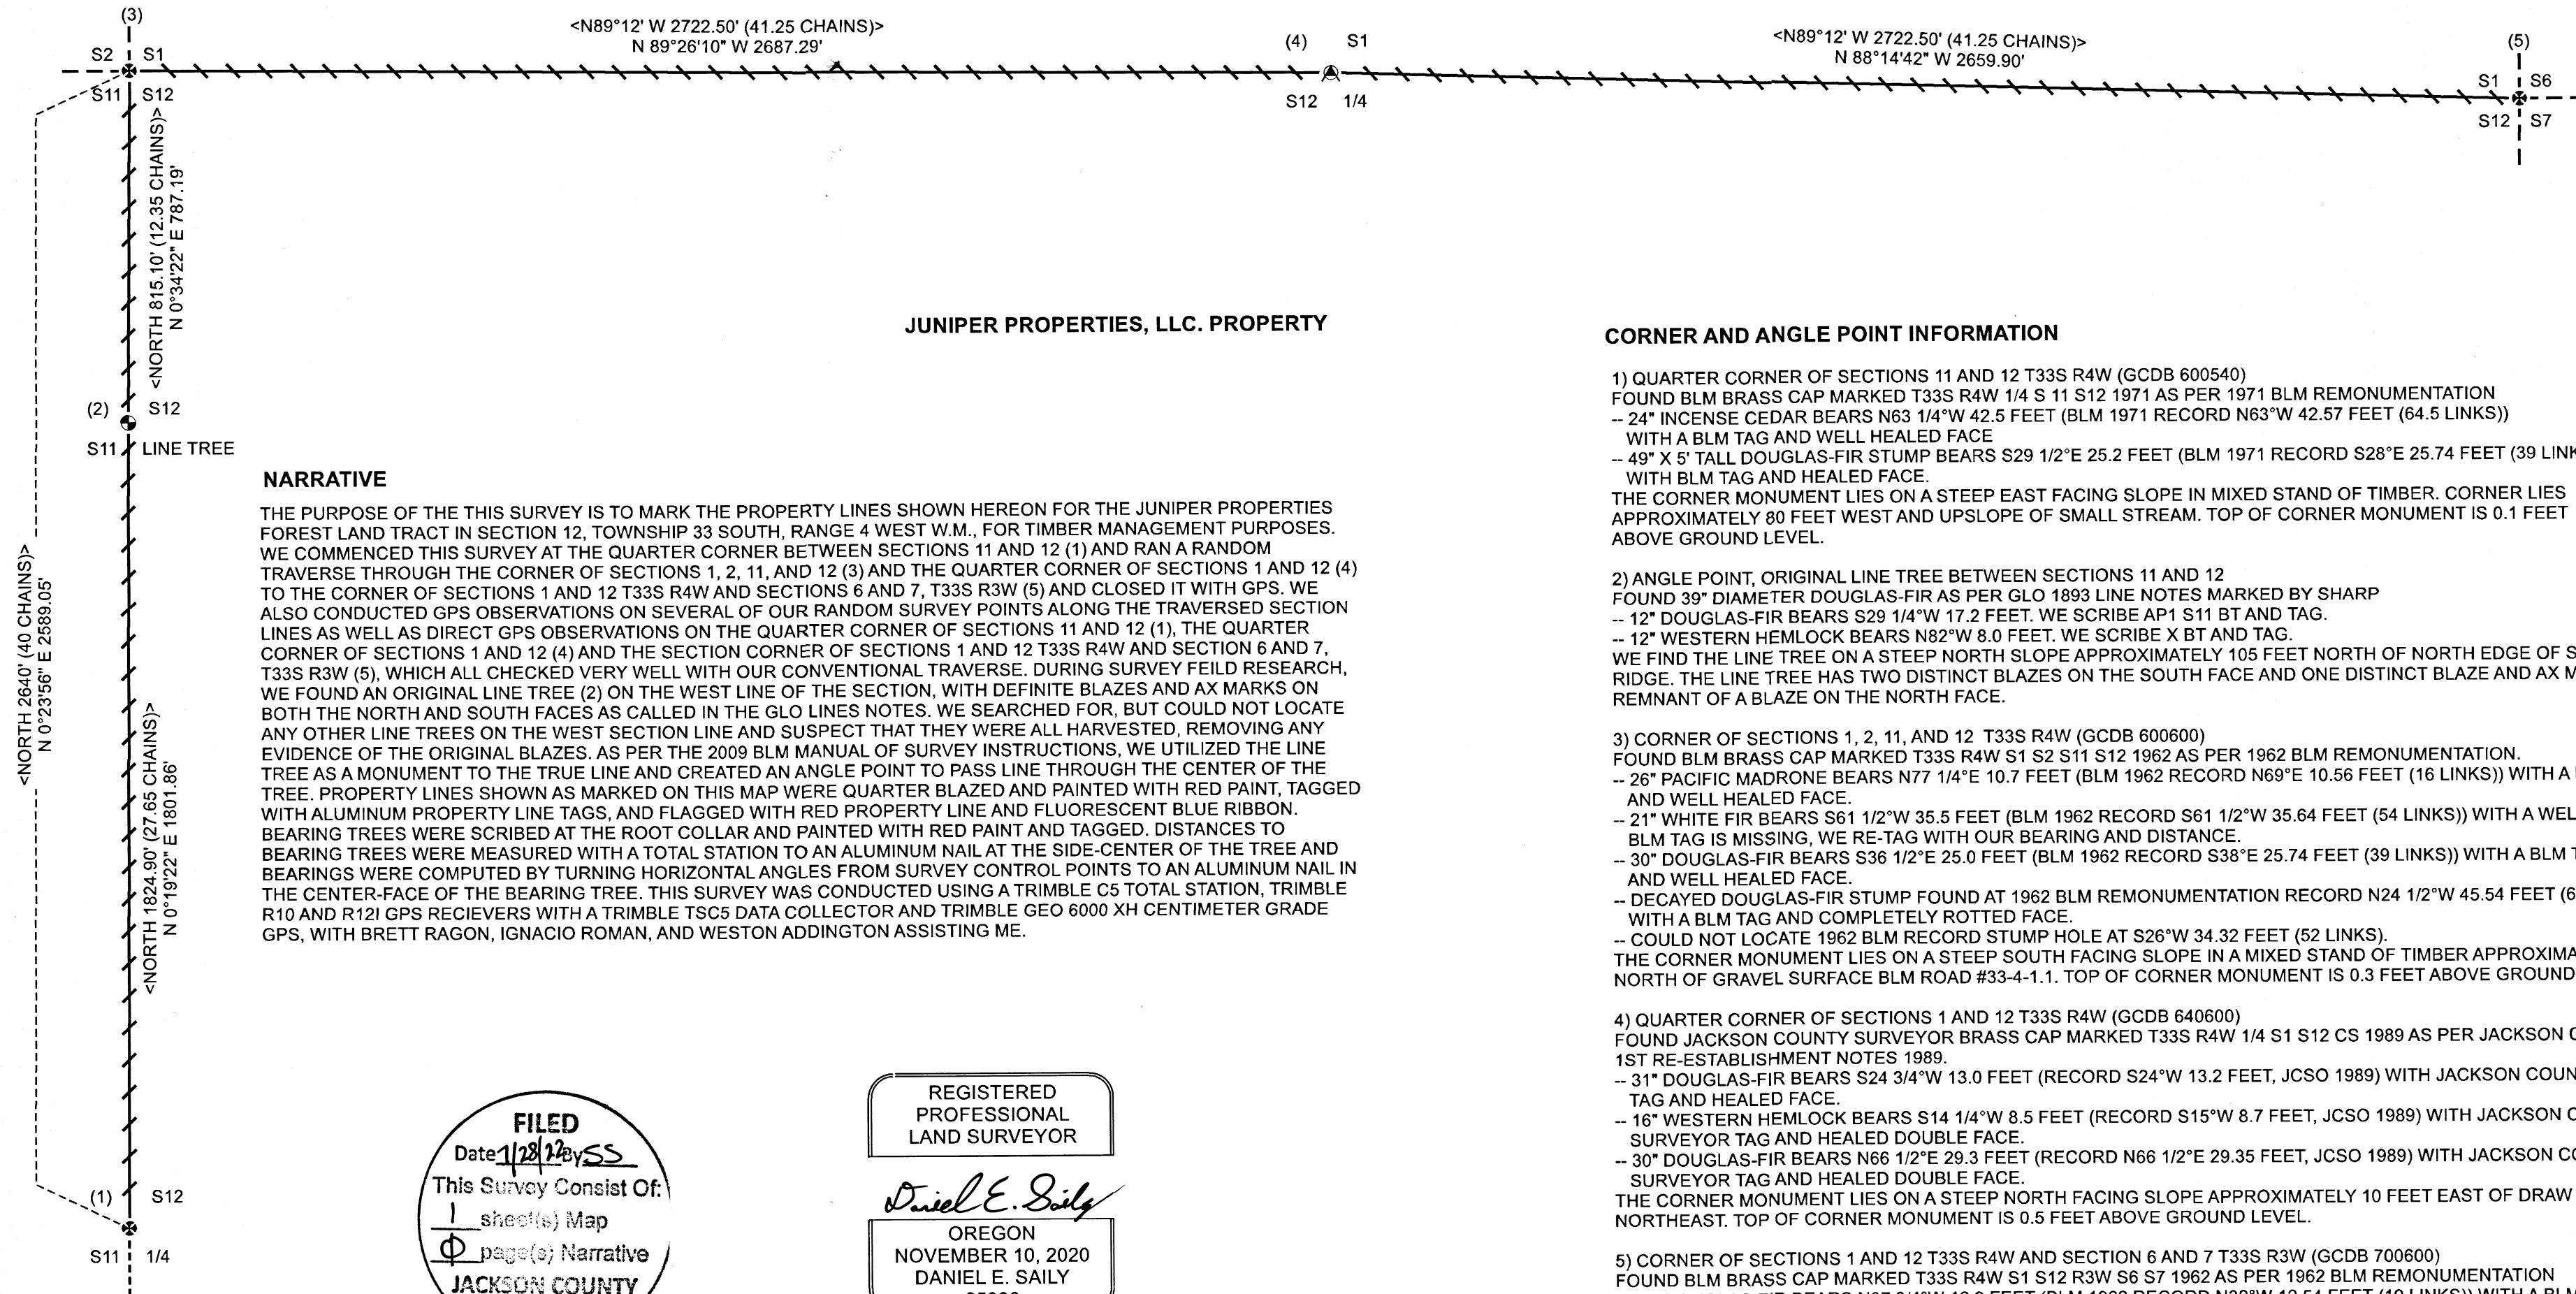 (3)
<N89°12' W 2722.50' (41.25 CHAINS)>
N 89°26'10" W 2687.29'
S2 S1
S11 S12
(4) S1
S12 1/4
<N89°12' W 2722.50' (41.25 CHAINS)>
N 88°14'42" W 2659.90'
(5)
S1 S6
S12 S7
<NORTH 815.10' (12.35 CHAINS)>
N 0°34'22" E 787.19'
(2) S12
S11 LINE TREE
<NORTH 2640' (40 CHAINS)>
N 0°23'56" E 2589.05'
<NORTH 1824.90' (27.65 CHAINS)>
N 0°19'22" E 1801.86'
(1) S12
S11 1/4
JUNIPER PROPERTIES, LLC. PROPERTY
NARRATIVE
THE PURPOSE OF THE THIS SURVEY IS TO MARK THE PROPERTY LINES SHOWN HEREON FOR THE JUNIPER PROPERTIES
FOREST LAND TRACT IN SECTION 12, TOWNSHIP 33 SOUTH, RANGE 4 WEST W.M., FOR TIMBER MANAGEMENT PURPOSES.
WE COMMENCED THIS SURVEY AT THE QUARTER CORNER BETWEEN SECTIONS 11 AND 12 (1) AND RAN A RANDOM
TRAVERSE THROUGH THE CORNER OF SECTIONS 1, 2, 11, AND 12 (3) AND THE QUARTER CORNER OF SECTIONS 1 AND 12 (4)
TO THE CORNER OF SECTIONS 1 AND 12 T33S R4W AND SECTIONS 6 AND 7, T33S R3W (5) AND CLOSED IT WITH GPS. WE
ALSO CONDUCTED GPS OBSERVATIONS ON SEVERAL OF OUR RANDOM SURVEY POINTS ALONG THE TRAVERSED SECTION
LINES AS WELL AS DIRECT GPS OBSERVATIONS ON THE QUARTER CORNER OF SECTIONS 11 AND 12 (1), THE QUARTER
CORNER OF SECTIONS 1 AND 12 (4) AND THE SECTION CORNER OF SECTIONS 1 AND 12 T33S R4W AND SECTION 6 AND 7,
T33S R3W (5), WHICH ALL CHECKED VERY WELL WITH OUR CONVENTIONAL TRAVERSE. DURING SURVEY FEILD RESEARCH,
WE FOUND AN ORIGINAL LINE TREE (2) ON THE WEST LINE OF THE SECTION, WITH DEFINITE BLAZES AND AX MARKS ON
BOTH THE NORTH AND SOUTH FACES AS CALLED IN THE GLO LINES NOTES. WE SEARCHED FOR, BUT COULD NOT LOCATE
ANY OTHER LINE TREES ON THE WEST SECTION LINE AND SUSPECT THAT THEY WERE ALL HARVESTED, REMOVING ANY
EVIDENCE OF THE ORIGINAL BLAZES. AS PER THE 2009 BLM MANUAL OF SURVEY INSTRUCTIONS, WE UTILIZED THE LINE
TREE AS A MONUMENT TO THE TRUE LINE AND CREATED AN ANGLE POINT TO PASS LINE THROUGH THE CENTER OF THE
TREE. PROPERTY LINES SHOWN AS MARKED ON THIS MAP WERE QUARTER BLAZED AND PAINTED WITH RED PAINT, TAGGED
WITH ALUMINUM PROPERTY LINE TAGS, AND FLAGGED WITH RED PROPERTY LINE AND FLUORESCENT BLUE RIBBON.
BEARING TREES WERE SCRIBED AT THE ROOT COLLAR AND PAINTED WITH RED PAINT AND TAGGED. DISTANCES TO
BEARING TREES WERE MEASURED WITH A TOTAL STATION TO AN ALUMINUM NAIL AT THE SIDE-CENTER OF THE TREE AND
BEARINGS WERE COMPUTED BY TURNING HORIZONTAL ANGLES FROM SURVEY CONTROL POINTS TO AN ALUMINUM NAIL IN
THE CENTER-FACE OF THE BEARING TREE. THIS SURVEY WAS CONDUCTED USING A TRIMBLE C5 TOTAL STATION, TRIMBLE
R10 AND R12I GPS RECIEVERS WITH A TRIMBLE TSC5 DATA COLLECTOR AND TRIMBLE GEO 6000 XH CENTIMETER GRADE
GPS, WITH BRETT RAGON, IGNACIO ROMAN, AND WESTON ADDINGTON ASSISTING ME.
FILED
Date 1/28/22 By SS
This Survey Consist Of:
1 sheet(s) Map
0 page(s) Narrative
JACKSON COUNTY
REGISTERED
PROFESSIONAL
LAND SURVEYOR
Daniel E. Saily
OREGON
NOVEMBER 10, 2020
DANIEL E. SAILY
CORNER AND ANGLE POINT INFORMATION
1) QUARTER CORNER OF SECTIONS 11 AND 12 T33S R4W (GCDB 600540)
FOUND BLM BRASS CAP MARKED T33S R4W 1/4 S 11 S12 1971 AS PER 1971 BLM REMONUMENTATION
-- 24" INCENSE CEDAR BEARS N63 1/4°W 42.5 FEET (BLM 1971 RECORD N63°W 42.57 FEET (64.5 LINKS))
WITH A BLM TAG AND WELL HEALED FACE
-- 49" X 5' TALL DOUGLAS-FIR STUMP BEARS S29 1/2°E 25.2 FEET (BLM 1971 RECORD S28°E 25.74 FEET (39 LINK
WITH BLM TAG AND HEALED FACE.
THE CORNER MONUMENT LIES ON A STEEP EAST FACING SLOPE IN MIXED STAND OF TIMBER. CORNER LIES
APPROXIMATELY 80 FEET WEST AND UPSLOPE OF SMALL STREAM. TOP OF CORNER MONUMENT IS 0.1 FEET
ABOVE GROUND LEVEL.
2) ANGLE POINT, ORIGINAL LINE TREE BETWEEN SECTIONS 11 AND 12
FOUND 39" DIAMETER DOUGLAS-FIR AS PER GLO 1893 LINE NOTES MARKED BY SHARP
-- 12" DOUGLAS-FIR BEARS S29 1/4°W 17.2 FEET. WE SCRIBE AP1 S11 BT AND TAG.
-- 12" WESTERN HEMLOCK BEARS N82°W 8.0 FEET. WE SCRIBE X BT AND TAG.
WE FIND THE LINE TREE ON A STEEP NORTH SLOPE APPROXIMATELY 105 FEET NORTH OF NORTH EDGE OF S
RIDGE. THE LINE TREE HAS TWO DISTINCT BLAZES ON THE SOUTH FACE AND ONE DISTINCT BLAZE AND AX M
REMNANT OF A BLAZE ON THE NORTH FACE.
3) CORNER OF SECTIONS 1, 2, 11, AND 12 T33S R4W (GCDB 600600)
FOUND BLM BRASS CAP MARKED T33S R4W S1 S2 S11 S12 1962 AS PER 1962 BLM REMONUMENTATION.
-- 26" PACIFIC MADRONE BEARS N77 1/4°E 10.7 FEET (BLM 1962 RECORD N69°E 10.56 FEET (16 LINKS)) WITH A
AND WELL HEALED FACE.
-- 21" WHITE FIR BEARS S61 1/2°W 35.5 FEET (BLM 1962 RECORD S61 1/2°W 35.64 FEET (54 LINKS)) WITH A WEL
BLM TAG IS MISSING, WE RE-TAG WITH OUR BEARING AND DISTANCE.
-- 30" DOUGLAS-FIR BEARS S36 1/2°E 25.0 FEET (BLM 1962 RECORD S38°E 25.74 FEET (39 LINKS)) WITH A BLM T
AND WELL HEALED FACE.
-- DECAYED DOUGLAS-FIR STUMP FOUND AT 1962 BLM REMONUMENTATION RECORD N24 1/2°W 45.54 FEET (6
WITH A BLM TAG AND COMPLETELY ROTTED FACE.
-- COULD NOT LOCATE 1962 BLM RECORD STUMP HOLE AT S26°W 34.32 FEET (52 LINKS).
THE CORNER MONUMENT LIES ON A STEEP SOUTH FACING SLOPE IN A MIXED STAND OF TIMBER APPROXIMA
NORTH OF GRAVEL SURFACE BLM ROAD #33-4-1.1. TOP OF CORNER MONUMENT IS 0.3 FEET ABOVE GROUND
4) QUARTER CORNER OF SECTIONS 1 AND 12 T33S R4W (GCDB 640600)
FOUND JACKSON COUNTY SURVEYOR BRASS CAP MARKED T33S R4W 1/4 S1 S12 CS 1989 AS PER JACKSON C
1ST RE-ESTABLISHMENT NOTES 1989.
-- 31" DOUGLAS-FIR BEARS S24 3/4°W 13.0 FEET (RECORD S24°W 13.2 FEET, JCSO 1989) WITH JACKSON COUN
TAG AND HEALED FACE.
-- 16" WESTERN HEMLOCK BEARS S14 1/4°W 8.5 FEET (RECORD S15°W 8.7 FEET, JCSO 1989) WITH JACKSON C
SURVEYOR TAG AND HEALED DOUBLE FACE.
-- 30" DOUGLAS-FIR BEARS N66 1/2°E 29.3 FEET (RECORD N66 1/2°E 29.35 FEET, JCSO 1989) WITH JACKSON CO
SURVEYOR TAG AND HEALED DOUBLE FACE.
THE CORNER MONUMENT LIES ON A STEEP NORTH FACING SLOPE APPROXIMATELY 10 FEET EAST OF DRAW
NORTHEAST. TOP OF CORNER MONUMENT IS 0.5 FEET ABOVE GROUND LEVEL.
5) CORNER OF SECTIONS 1 AND 12 T33S R4W AND SECTION 6 AND 7 T33S R3W (GCDB 700600)
FOUND BLM BRASS CAP MARKED T33S R4W S1 S12 R3W S6 S7 1962 AS PER 1962 BLM REMONUMENTATION